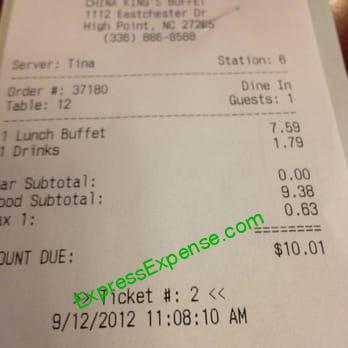 CHINA KING'S BUFFET
1112 Eastchester Dr
High Point, NC 27265
(336) 886-8588
Server: Tina Station: 6
Order #: 37180 Dine In
Table: 12 Guests: 1
1 Lunch Buffet 7.59
1 Drinks 1.79
ar Subtotal: 0.00
ood Subtotal: 9.38
ax 1: 0.63
========
OUNT DUE: $10.01
>> Ticket #: 2 <<
9/12/2012 11:08:10 AM
ExpressExpense.com